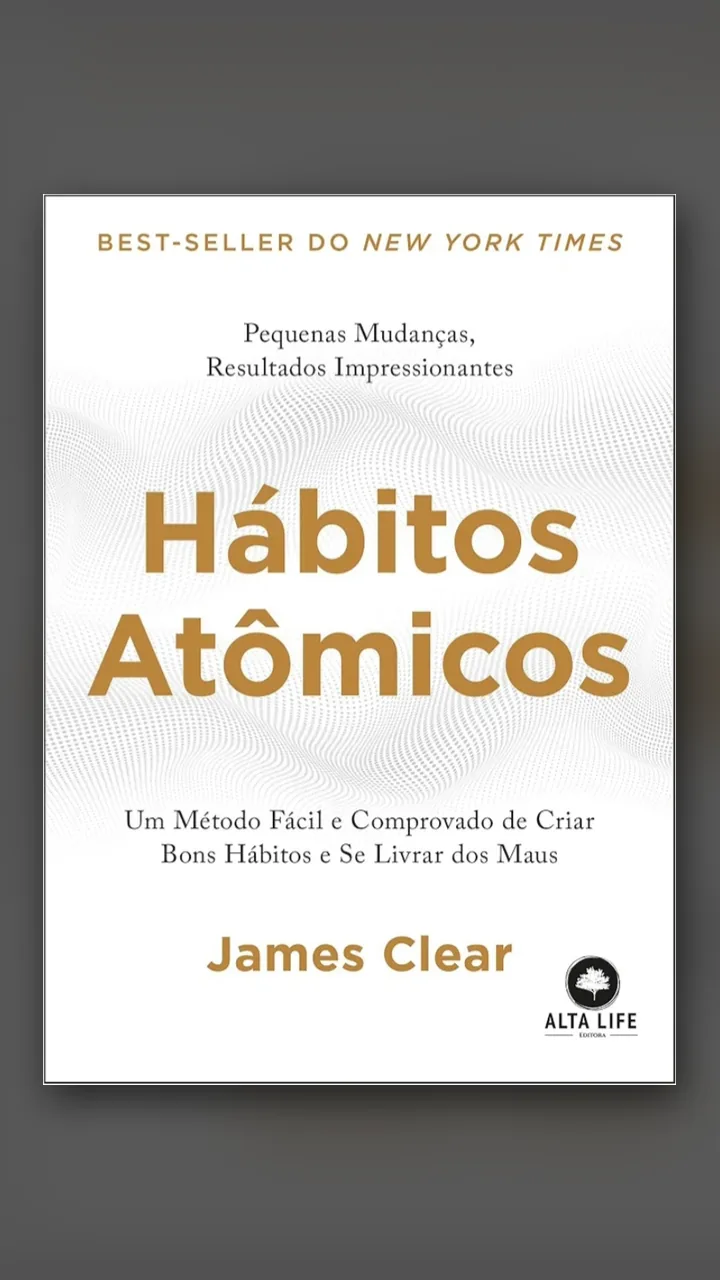 BEST-SELLER DO NEW YORK TIMES
Pequenas Mudanças,
Resultados Impressionantes
Hábitos
Atômicos
Um Método Fácil e Comprovado de Criar
Bons Hábitos e Se Livrar dos Maus
James Clear
ALTA LIFE
EDITORA